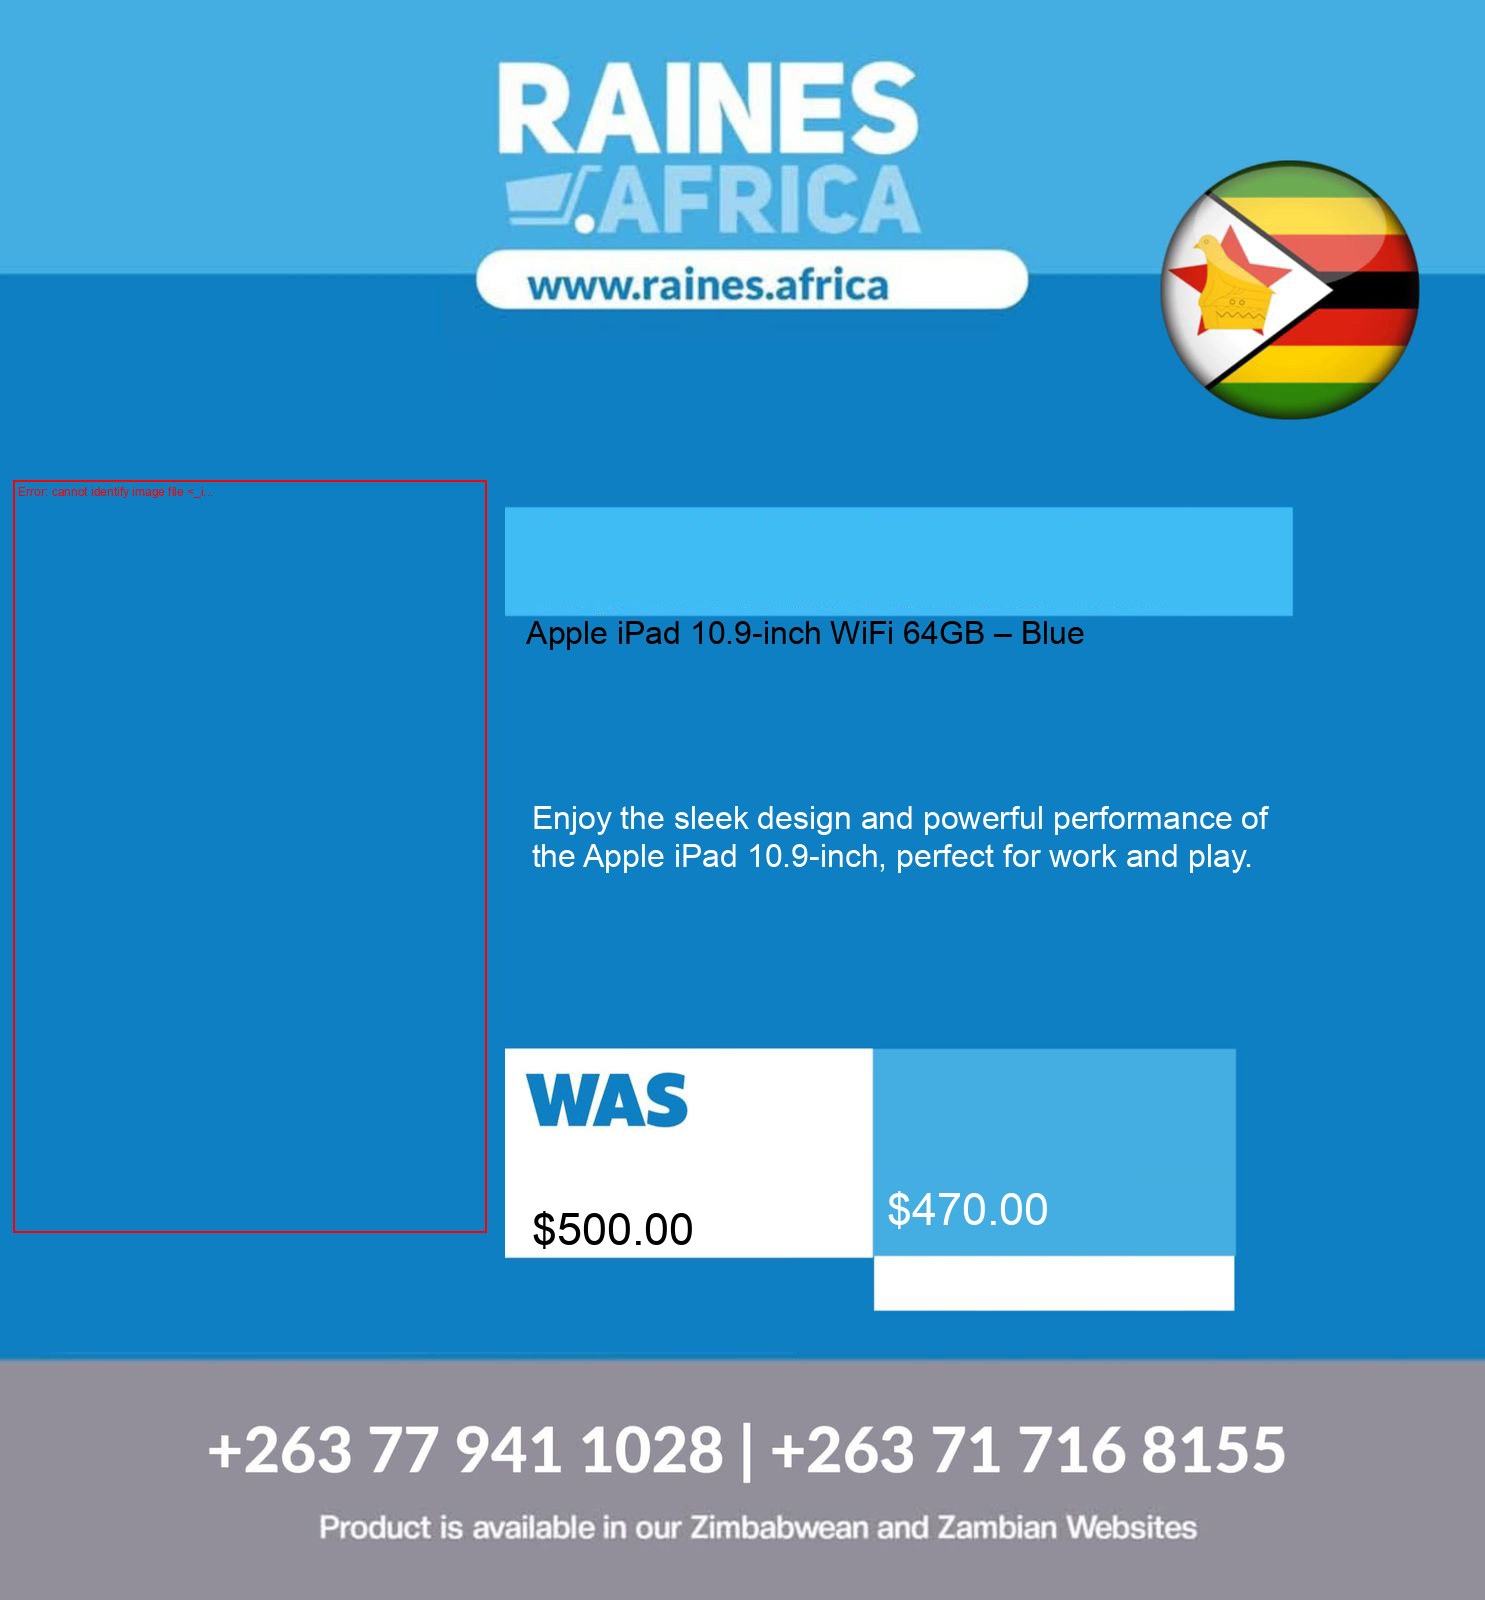 RAINES
.AFRICA
www.raines.africa
Error: cannot identify image file <_i...
Apple iPad 10.9-inch WiFi 64GB – Blue
Enjoy the sleek design and powerful performance of
the Apple iPad 10.9-inch, perfect for work and play.
WAS
$500.00
$470.00
+263 77 941 1028 | +263 71 716 8155
Product is available in our Zimbabwean and Zambian Websites